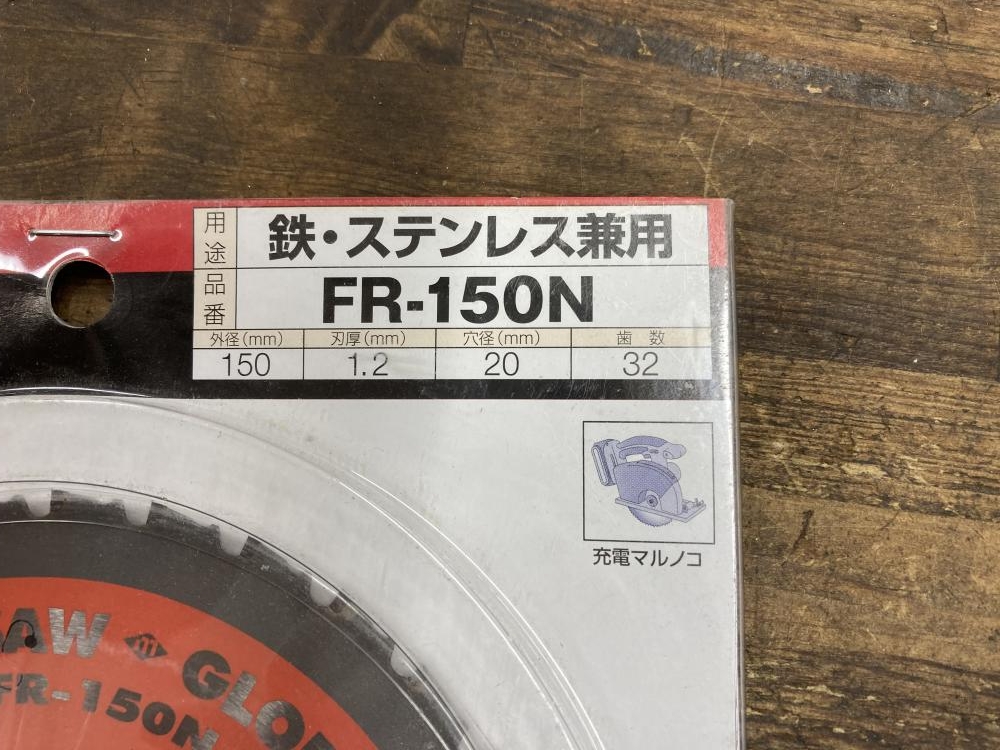 用途 鉄・ステンレス兼用
品番 FR-150N
外径(mm) 刃厚(mm) 穴径(mm) 歯数
150 1.2 20 32
充電マルノコ
FR-150N